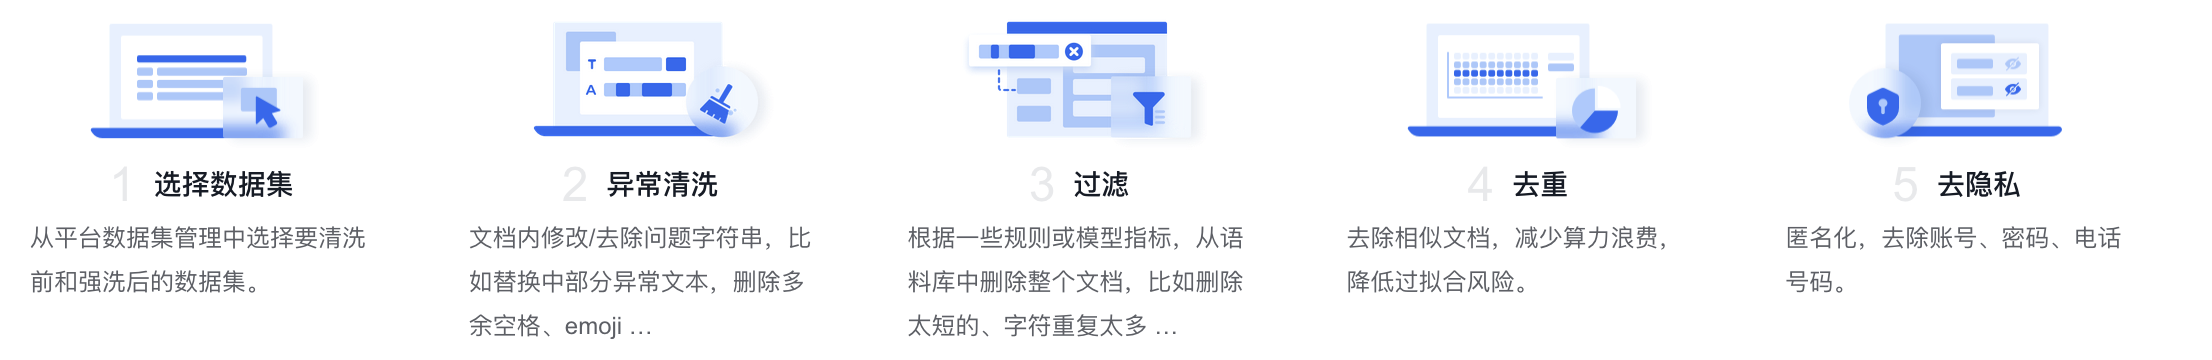 1 选择数据集
从平台数据集管理中选择要清洗
前和强洗后的数据集。
2 异常清洗
文档内修改/去除问题字符串，比
如替换中部分异常文本，删除多
余空格、emoji ...
3 过滤
根据一些规则或模型指标，从语
料库中删除整个文档，比如删除
太短的、字符重复太多 ...
4 去重
去除相似文档，减少算力浪费，
降低过拟合风险。
5 去隐私
匿名化，去除账号、密码、电话
号码。
T
A